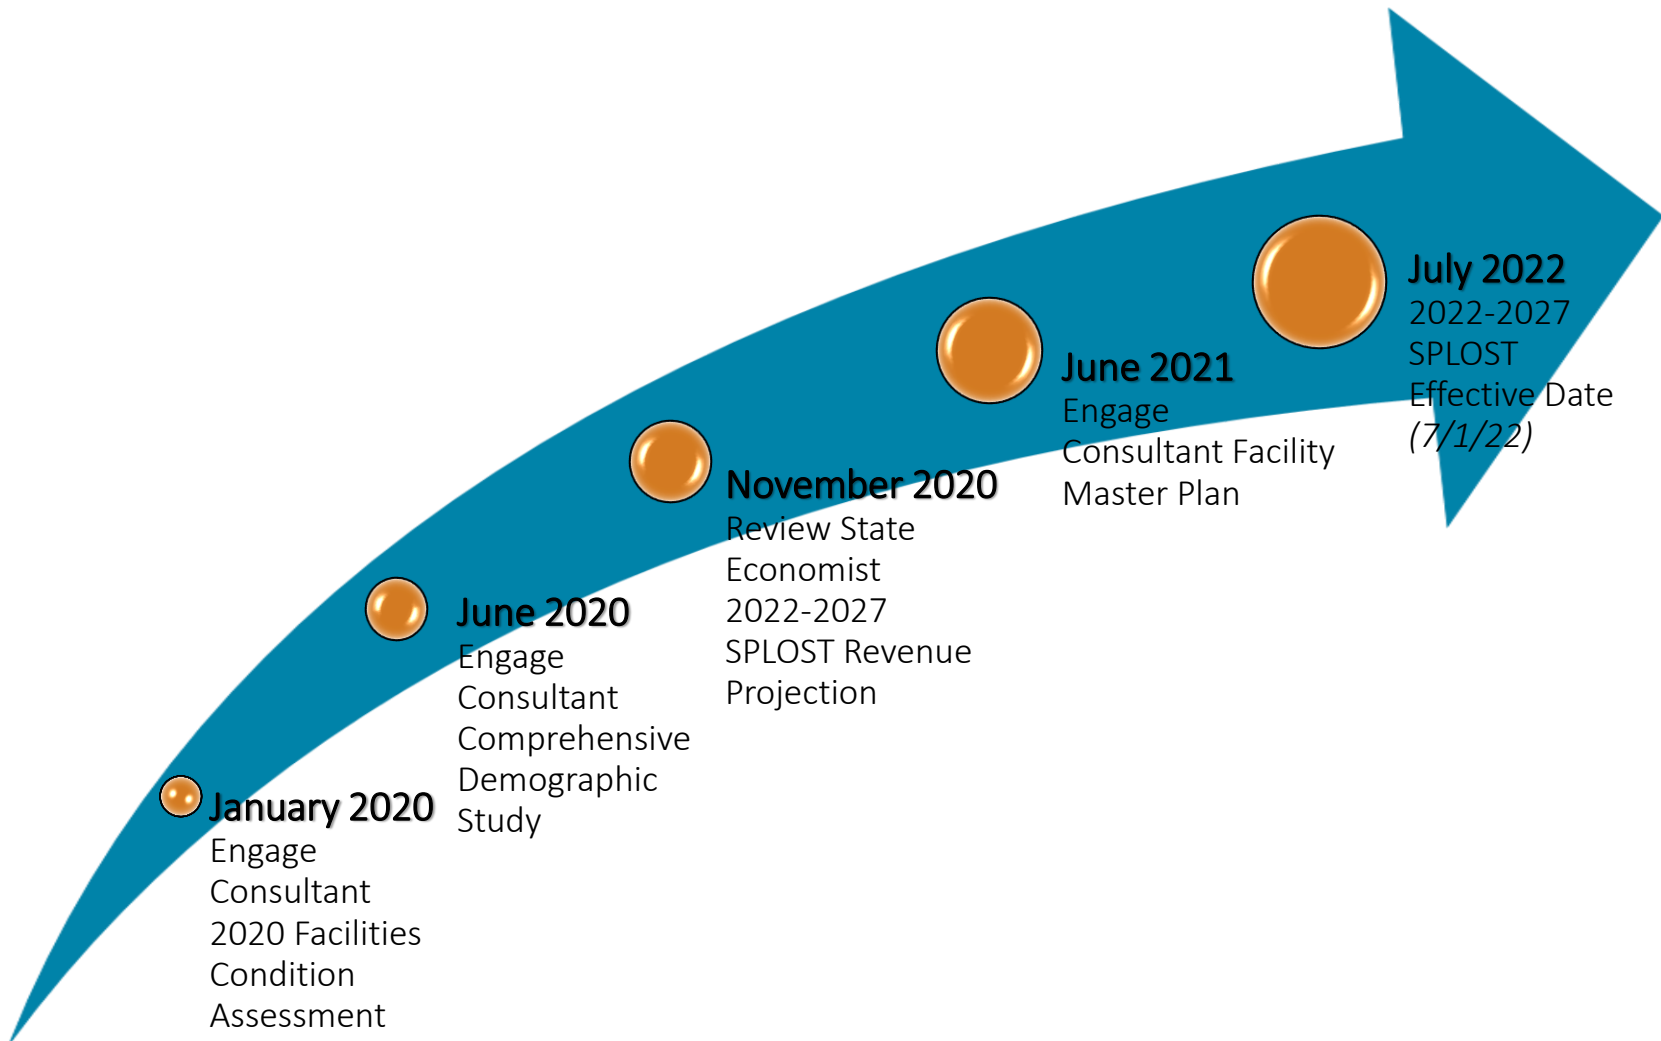 January 2020
Engage
Consultant
2020 Facilities
Condition
Assessment
June 2020
Engage
Consultant
Comprehensive
Demographic
Study
November 2020
Review State
Economist
2022-2027
SPLOST Revenue
Projection
June 2021
Engage
Consultant Facility
Master Plan
July 2022
2022-2027
SPLOST
Effective Date
(7/1/22)